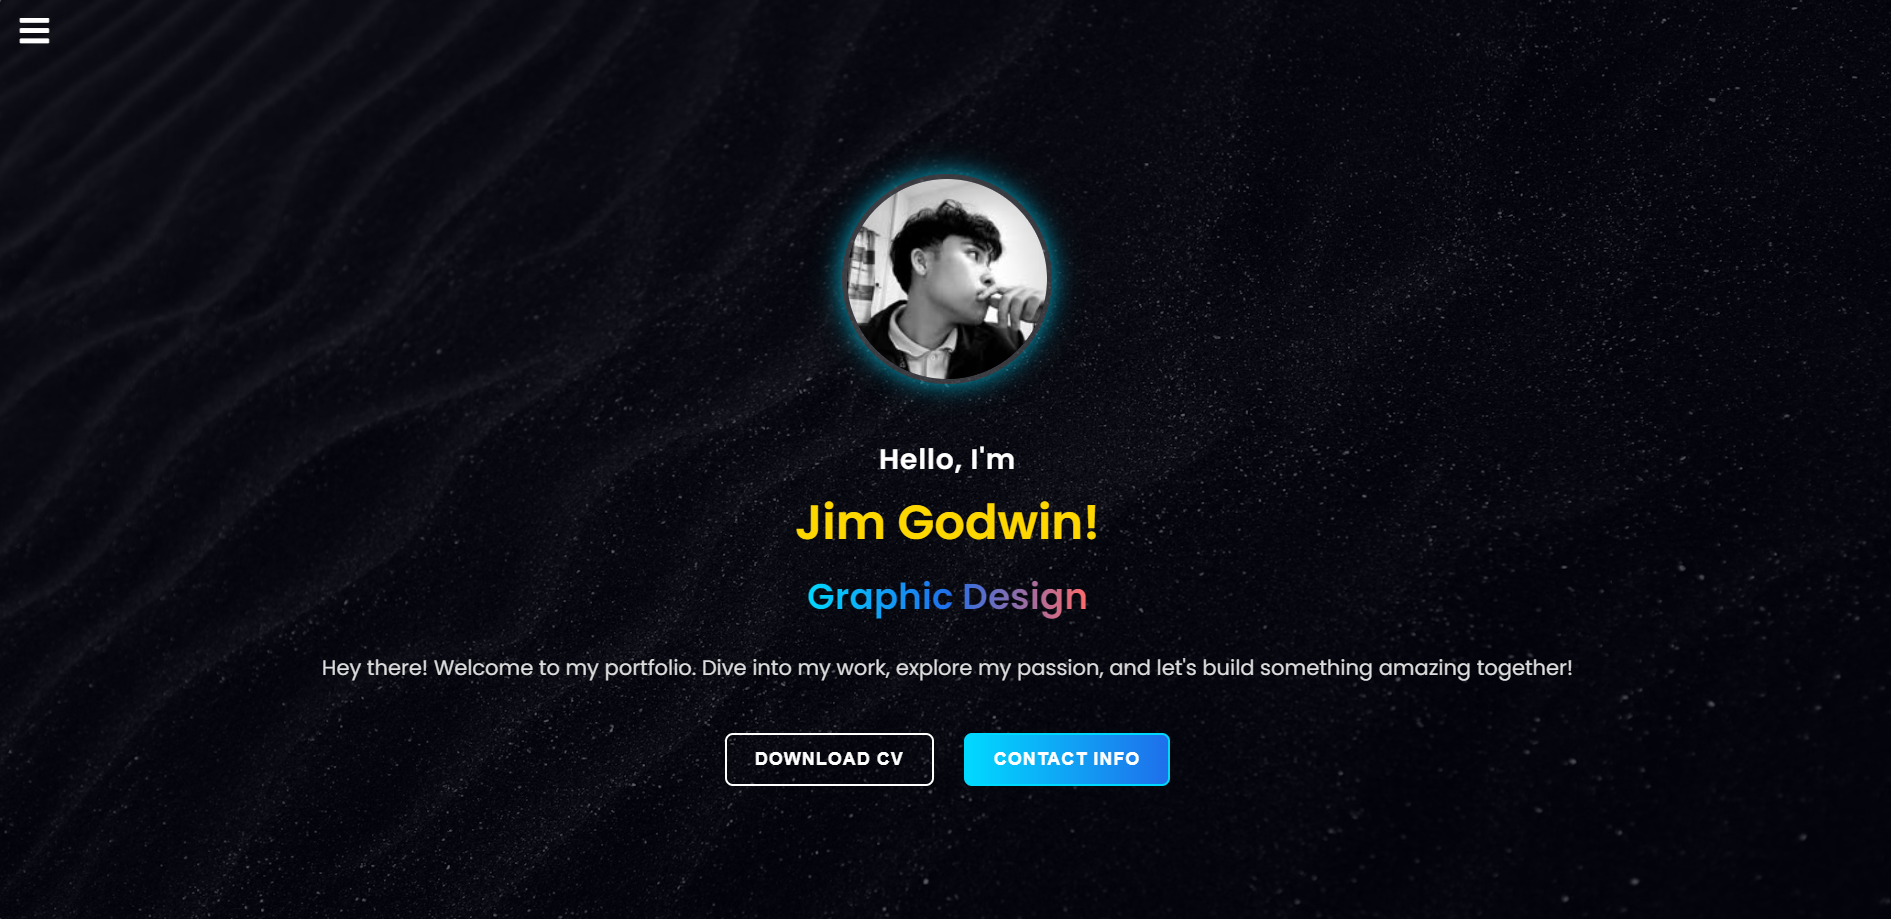 Hello, I'm
Jim Godwin!
Graphic Design
Hey there! Welcome to my portfolio. Dive into my work, explore my passion, and let's build something amazing together!
DOWNLOAD CV
CONTACT INFO